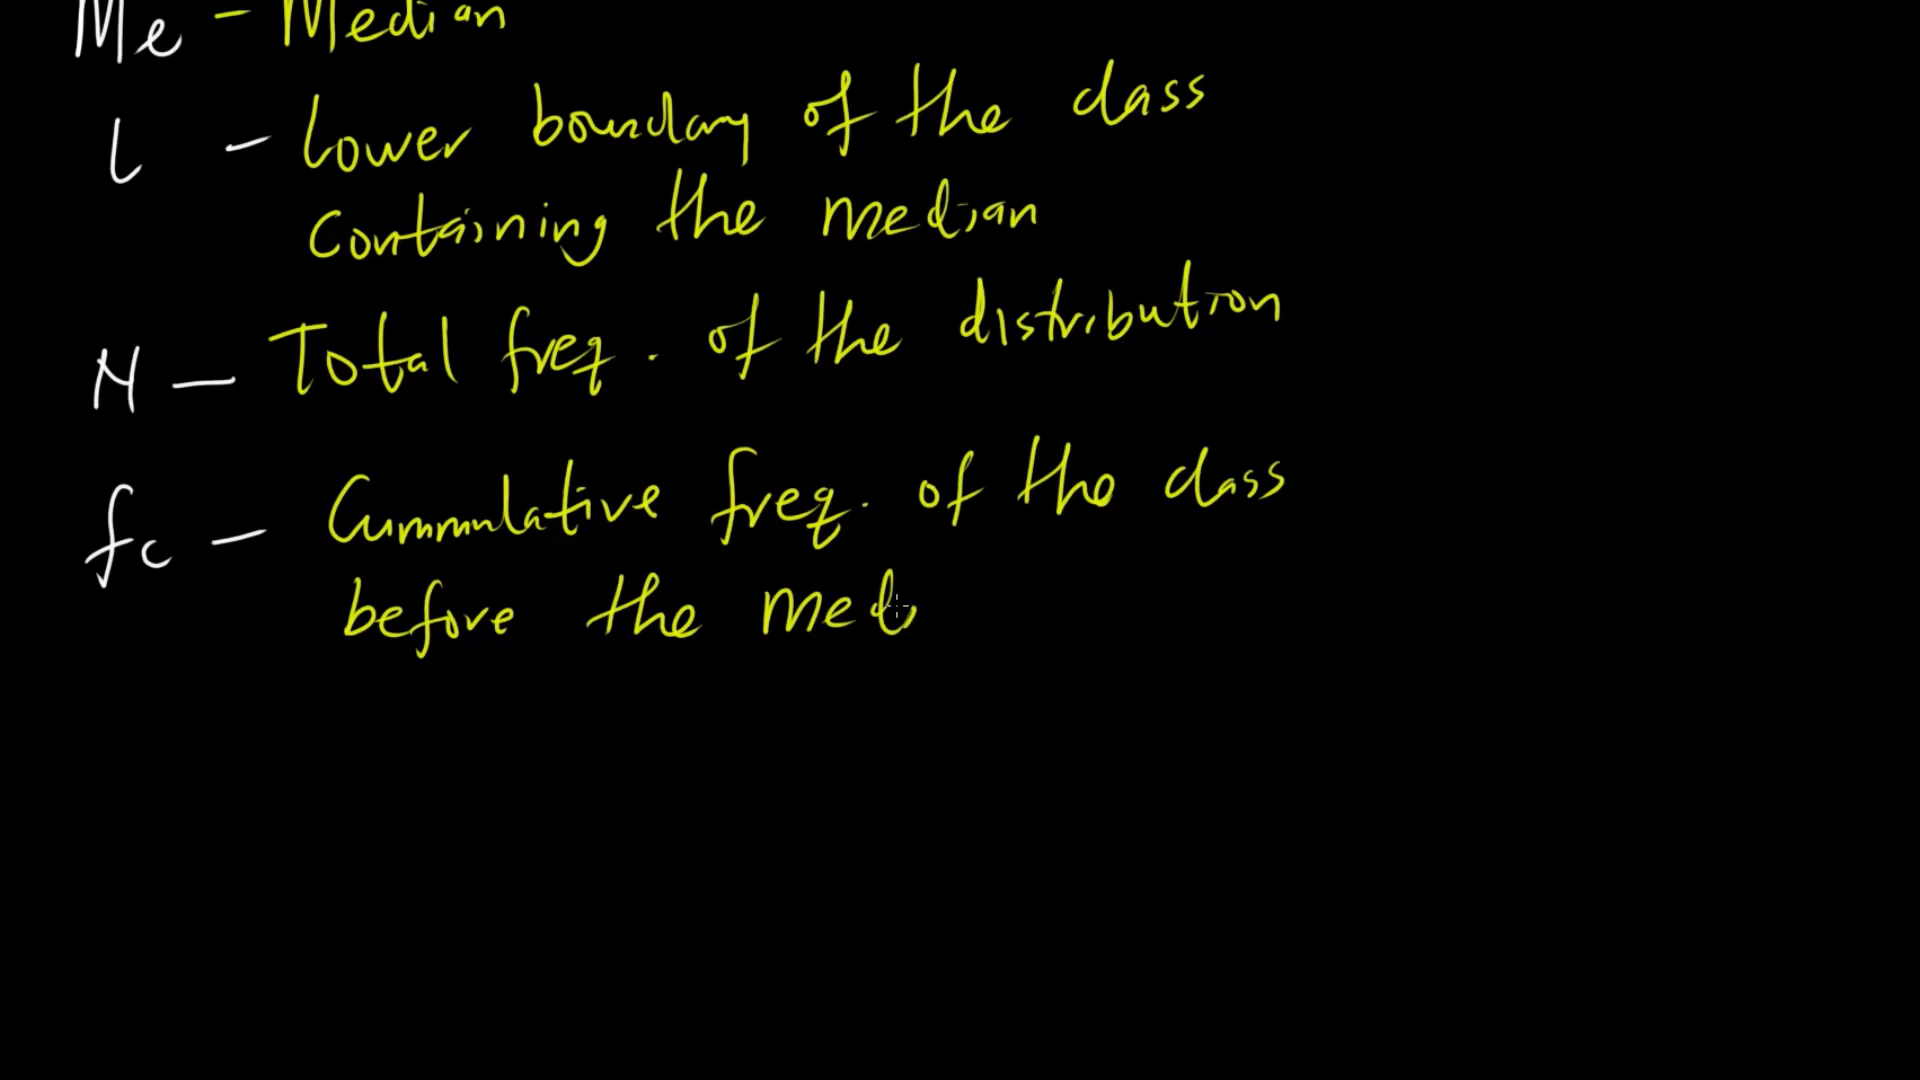 Me - Median
L - Lower boundary of the class
Containing the median
N - Total freq. of the distribution
fc - Cummulative freq. of the class
before the med